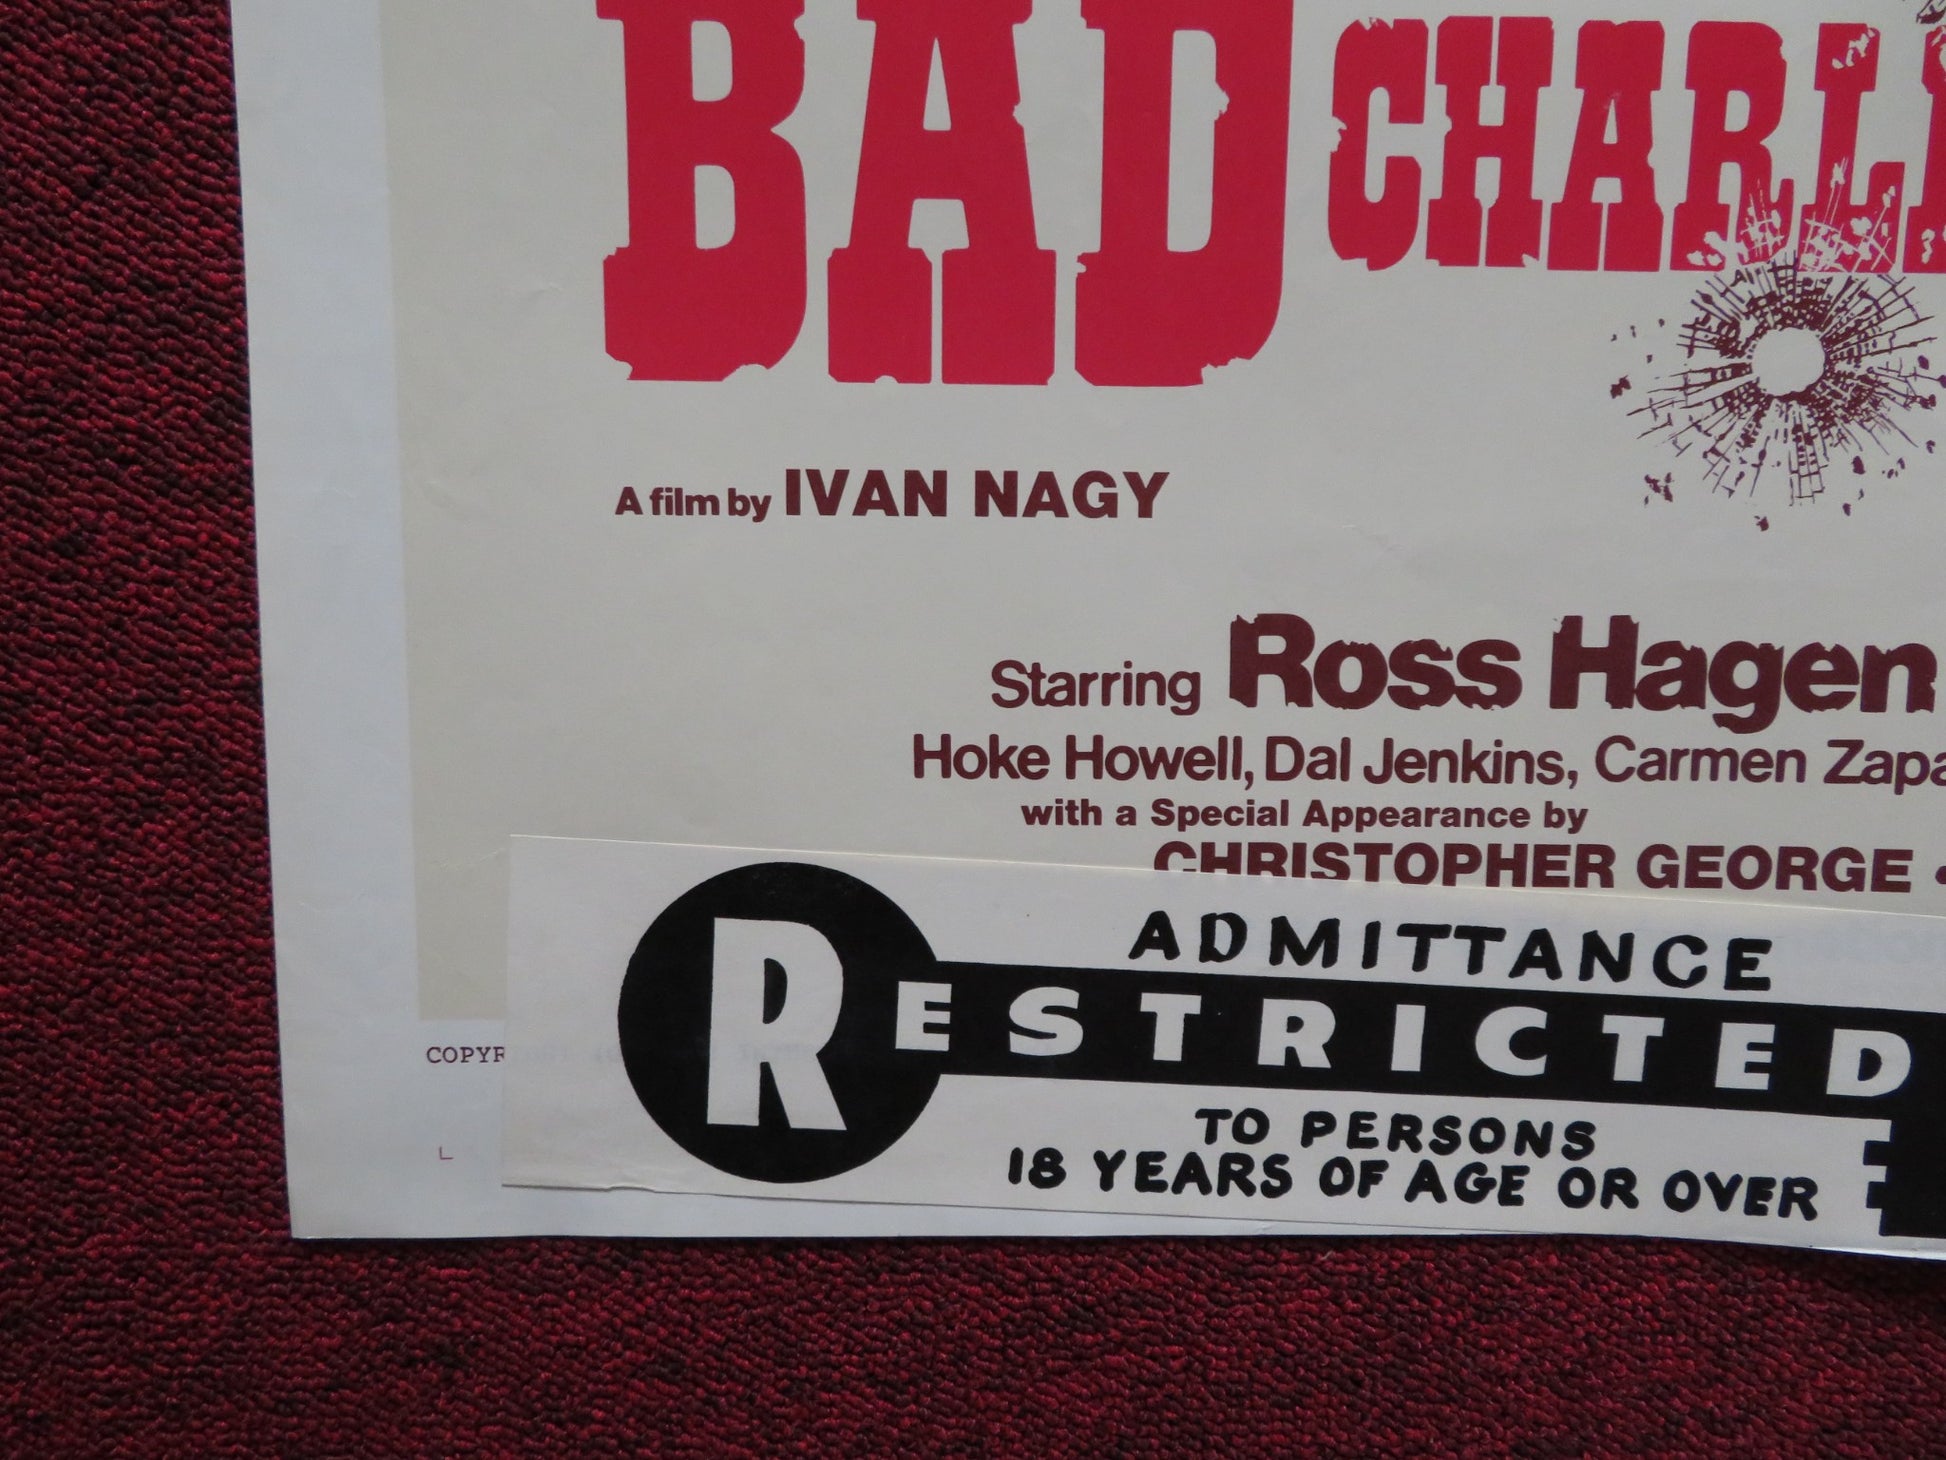 BAD CHARL
A film by IVAN NAGY
Starring Ross Hagen
Hoke Howell, Dal Jenkins, Carmen Zapa
with a Special Appearance by
CHRISTOPHER GEORGE •
ADMITTANCE
RESTRICTED
TO PERSONS
18 YEARS OF AGE OR OVER
COPYR
L